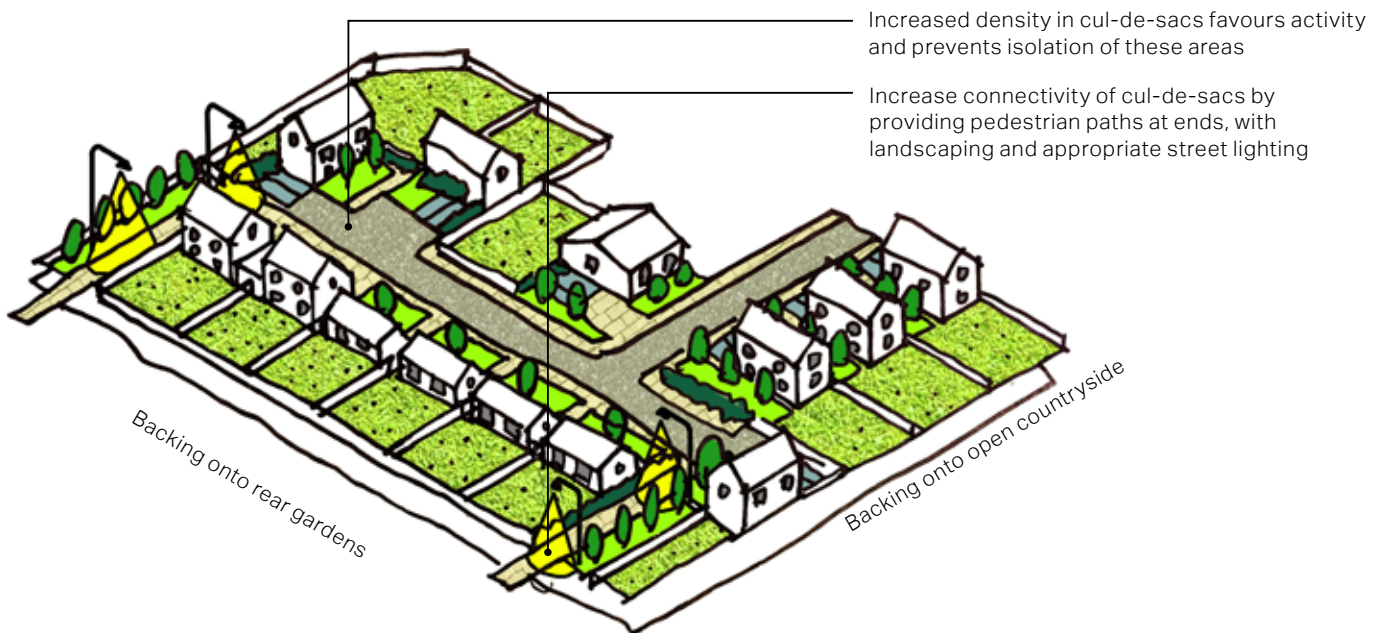 Increased density in cul-de-sacs favours activity
and prevents isolation of these areas
Increase connectivity of cul-de-sacs by
providing pedestrian paths at ends, with
landscaping and appropriate street lighting
Backing onto rear gardens
Backing onto open countryside